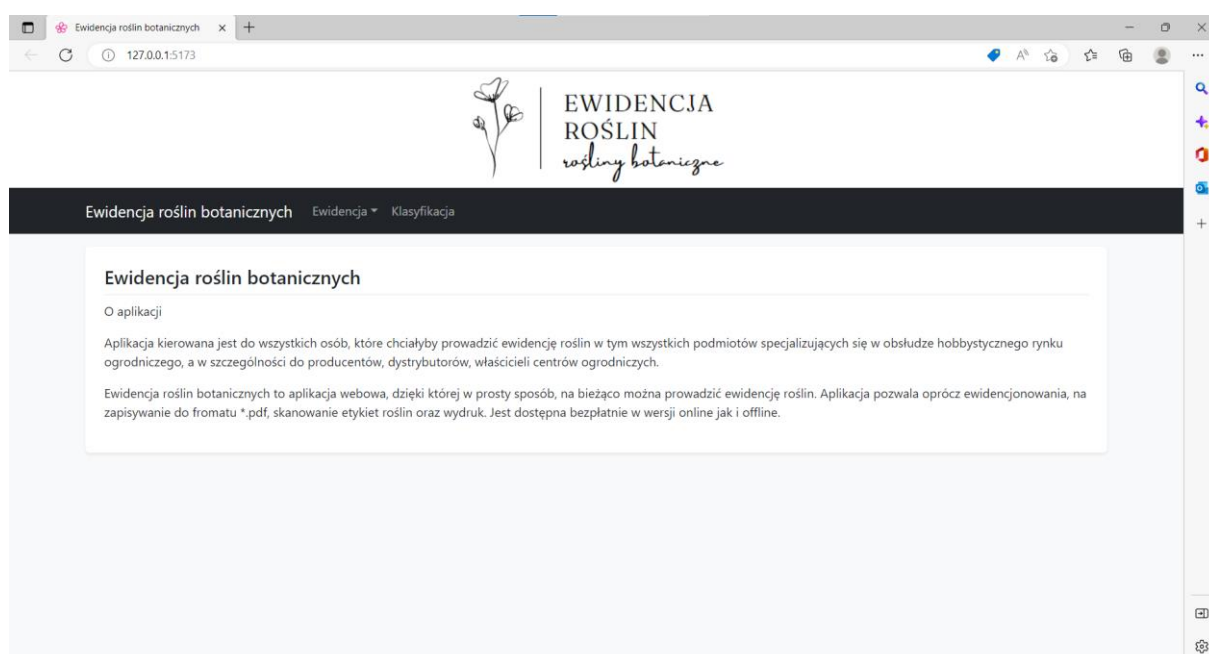 Ewidencja roślin botanicznych
127.0.0.1:5173
EWIDENCJA
ROŚLIN
rośliny botaniczne
Ewidencja roślin botanicznych Ewidencja Klasyfikacja
Ewidencja roślin botanicznych
O aplikacji
Aplikacja kierowana jest do wszystkich osób, które chciałyby prowadzić ewidencję roślin w tym wszystkich podmiotów specjalizujących się w obsłudze hobbystycznego rynku
ogrodniczego, a w szczególności do producentów, dystrybutorów, właścicieli centrów ogrodniczych.
Ewidencja roślin botanicznych to aplikacja webowa, dzięki której w prosty sposób, na bieżąco można prowadzić ewidencję roślin. Aplikacja pozwala oprócz ewidencjonowania, na
zapisywanie do fromatu *.pdf, skanowanie etykiet roślin oraz wydruk. Jest dostępna bezpłatnie w wersji online jak i offline.